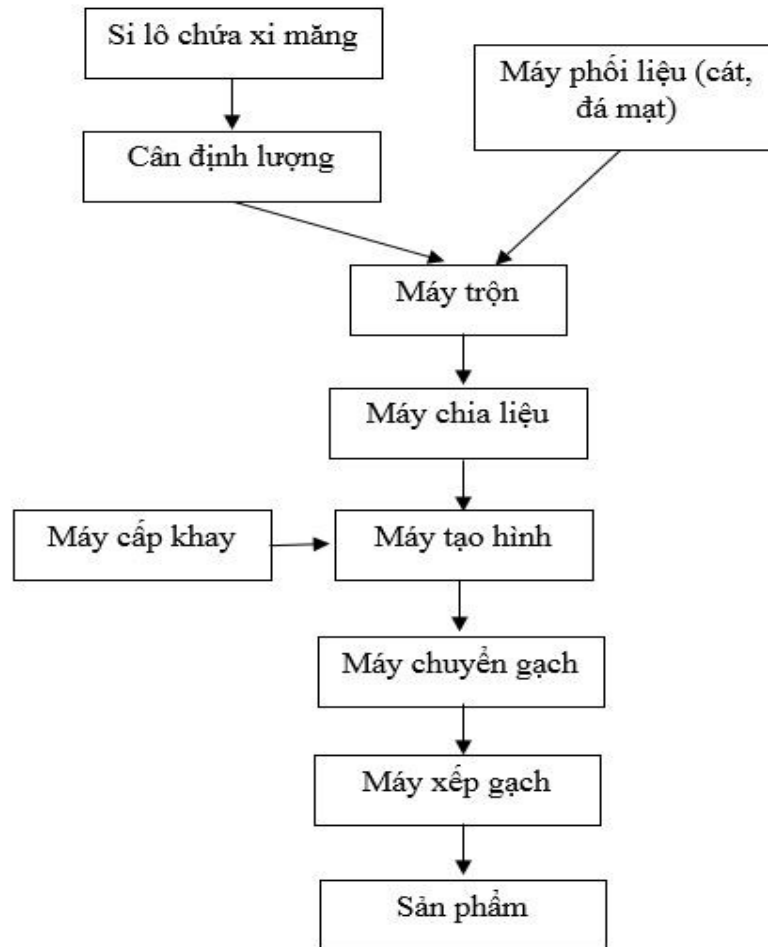 Si lô chứa xi măng
Máy phối liệu (cát,
đá mạt)
Cân định lượng
Máy trộn
Máy chia liệu
Máy cấp khay
Máy tạo hình
Máy chuyển gạch
Máy xếp gạch
Sản phẩm